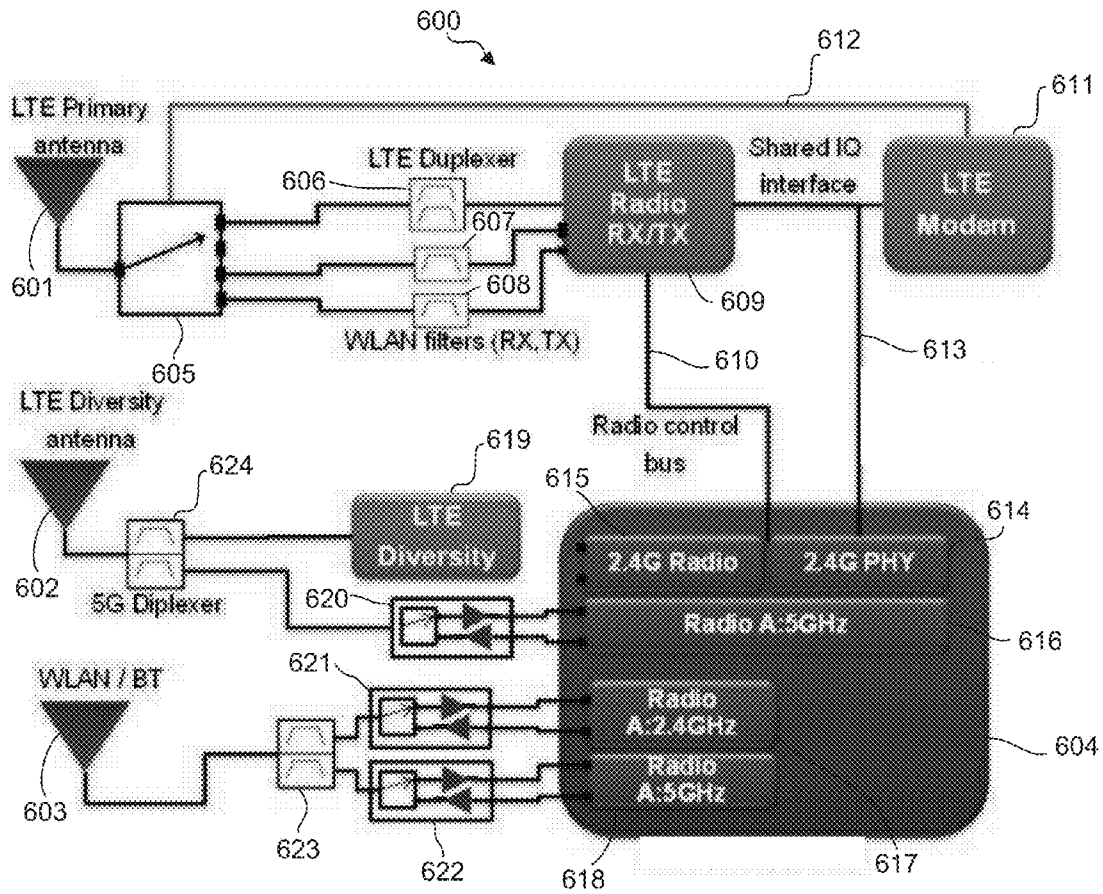 600
612
LTE Primary
antenna
611
LTE Duplexer
606
LTE
Radio
RX/TX
Shared IQ
interface
LTE
Modem
607
601
608
609
WLAN filters (RX,TX)
605
610
613
LTE Diversity
antenna
Radio control
bus
624
619
615
614
LTE
Diversity
2.4G Radio
2.4G PHY
602
5G Diplexer
620
Radio A:5GHz
616
621
WLAN / BT
Radio
A:2.4GHz
604
Radio
A:5GHz
603
623
622
618
617